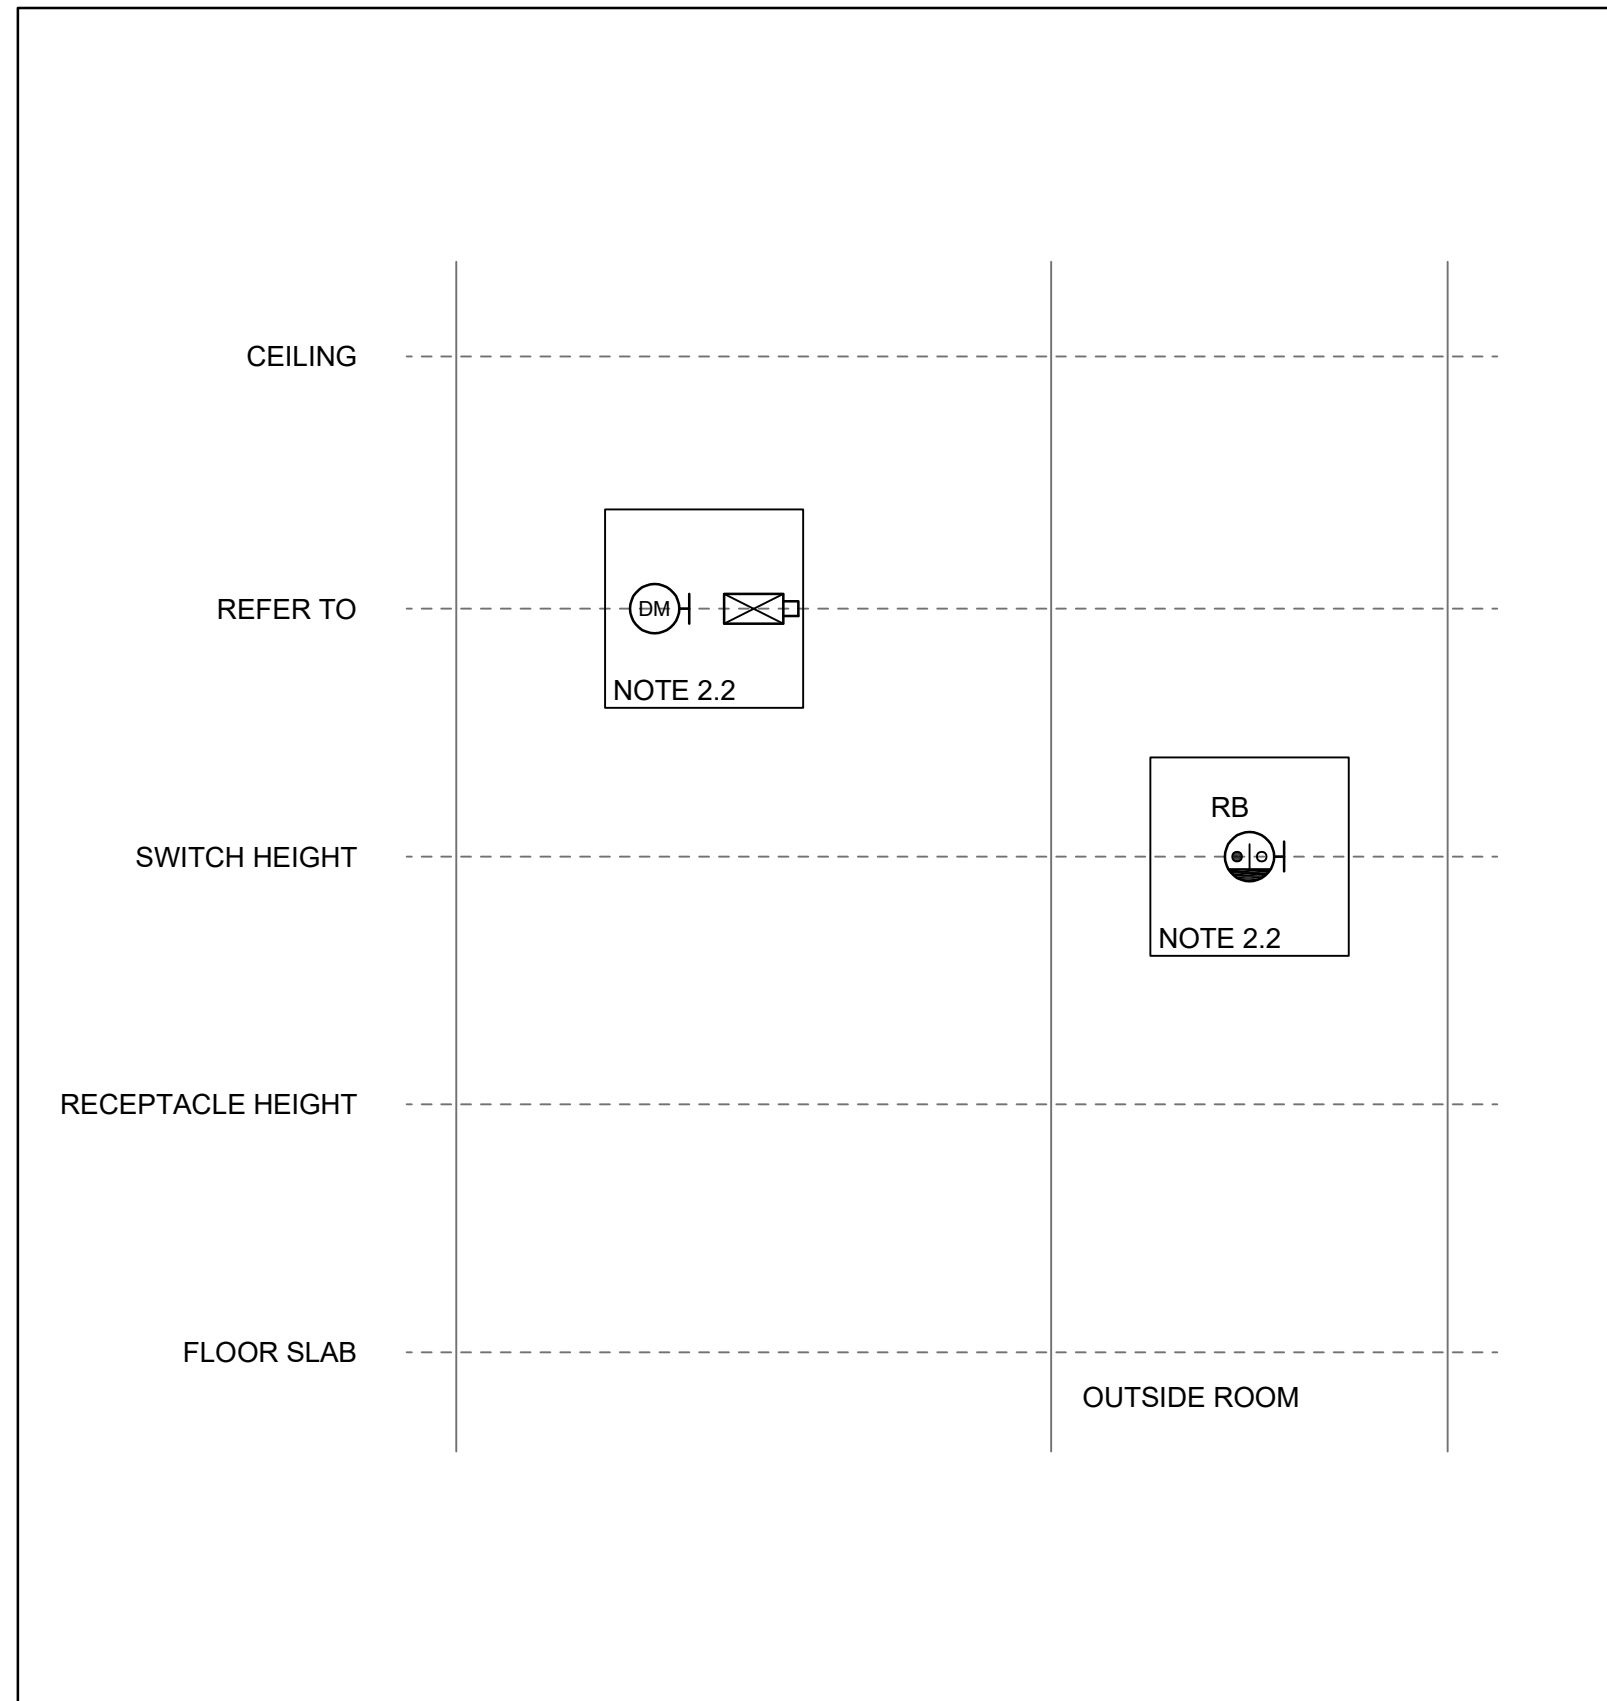 CEILING
REFER TO
DM
NOTE 2.2
SWITCH HEIGHT
RB
NOTE 2.2
RECEPTACLE HEIGHT
FLOOR SLAB
OUTSIDE ROOM